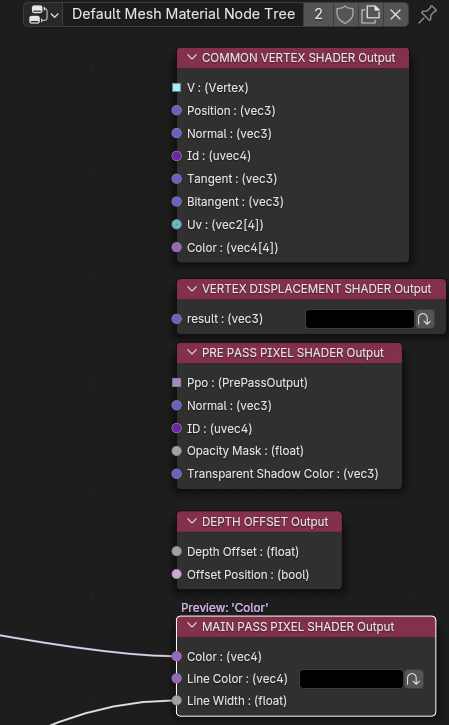 Default Mesh Material Node Tree 2
COMMON VERTEX SHADER Output
V : (Vertex)
Position : (vec3)
Normal : (vec3)
Id : (uvec4)
Tangent : (vec3)
Bitangent : (vec3)
Uv : (vec2[4])
Color : (vec4[4])
VERTEX DISPLACEMENT SHADER Output
result : (vec3)
PRE PASS PIXEL SHADER Output
Ppo : (PrePassOutput)
Normal : (vec3)
ID : (uvec4)
Opacity Mask : (float)
Transparent Shadow Color : (vec3)
DEPTH OFFSET Output
Depth Offset : (float)
Offset Position : (bool)
Preview: 'Color'
MAIN PASS PIXEL SHADER Output
Color : (vec4)
Line Color : (vec4)
Line Width : (float)